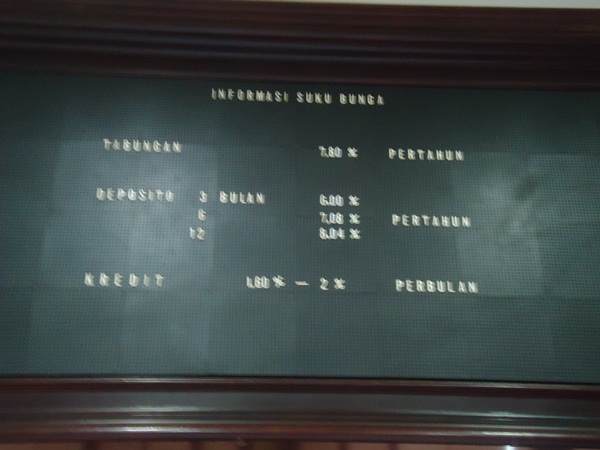 INFORMASI SUKU BUNGA
TABUNGAN 7.80 % PERTAHUN
DEPOSITO 3 BULAN 6.00 %
6 7.08 % PERTAHUN
12 8.04 %
KREDIT 1.60 % — 2 % PERBULAN